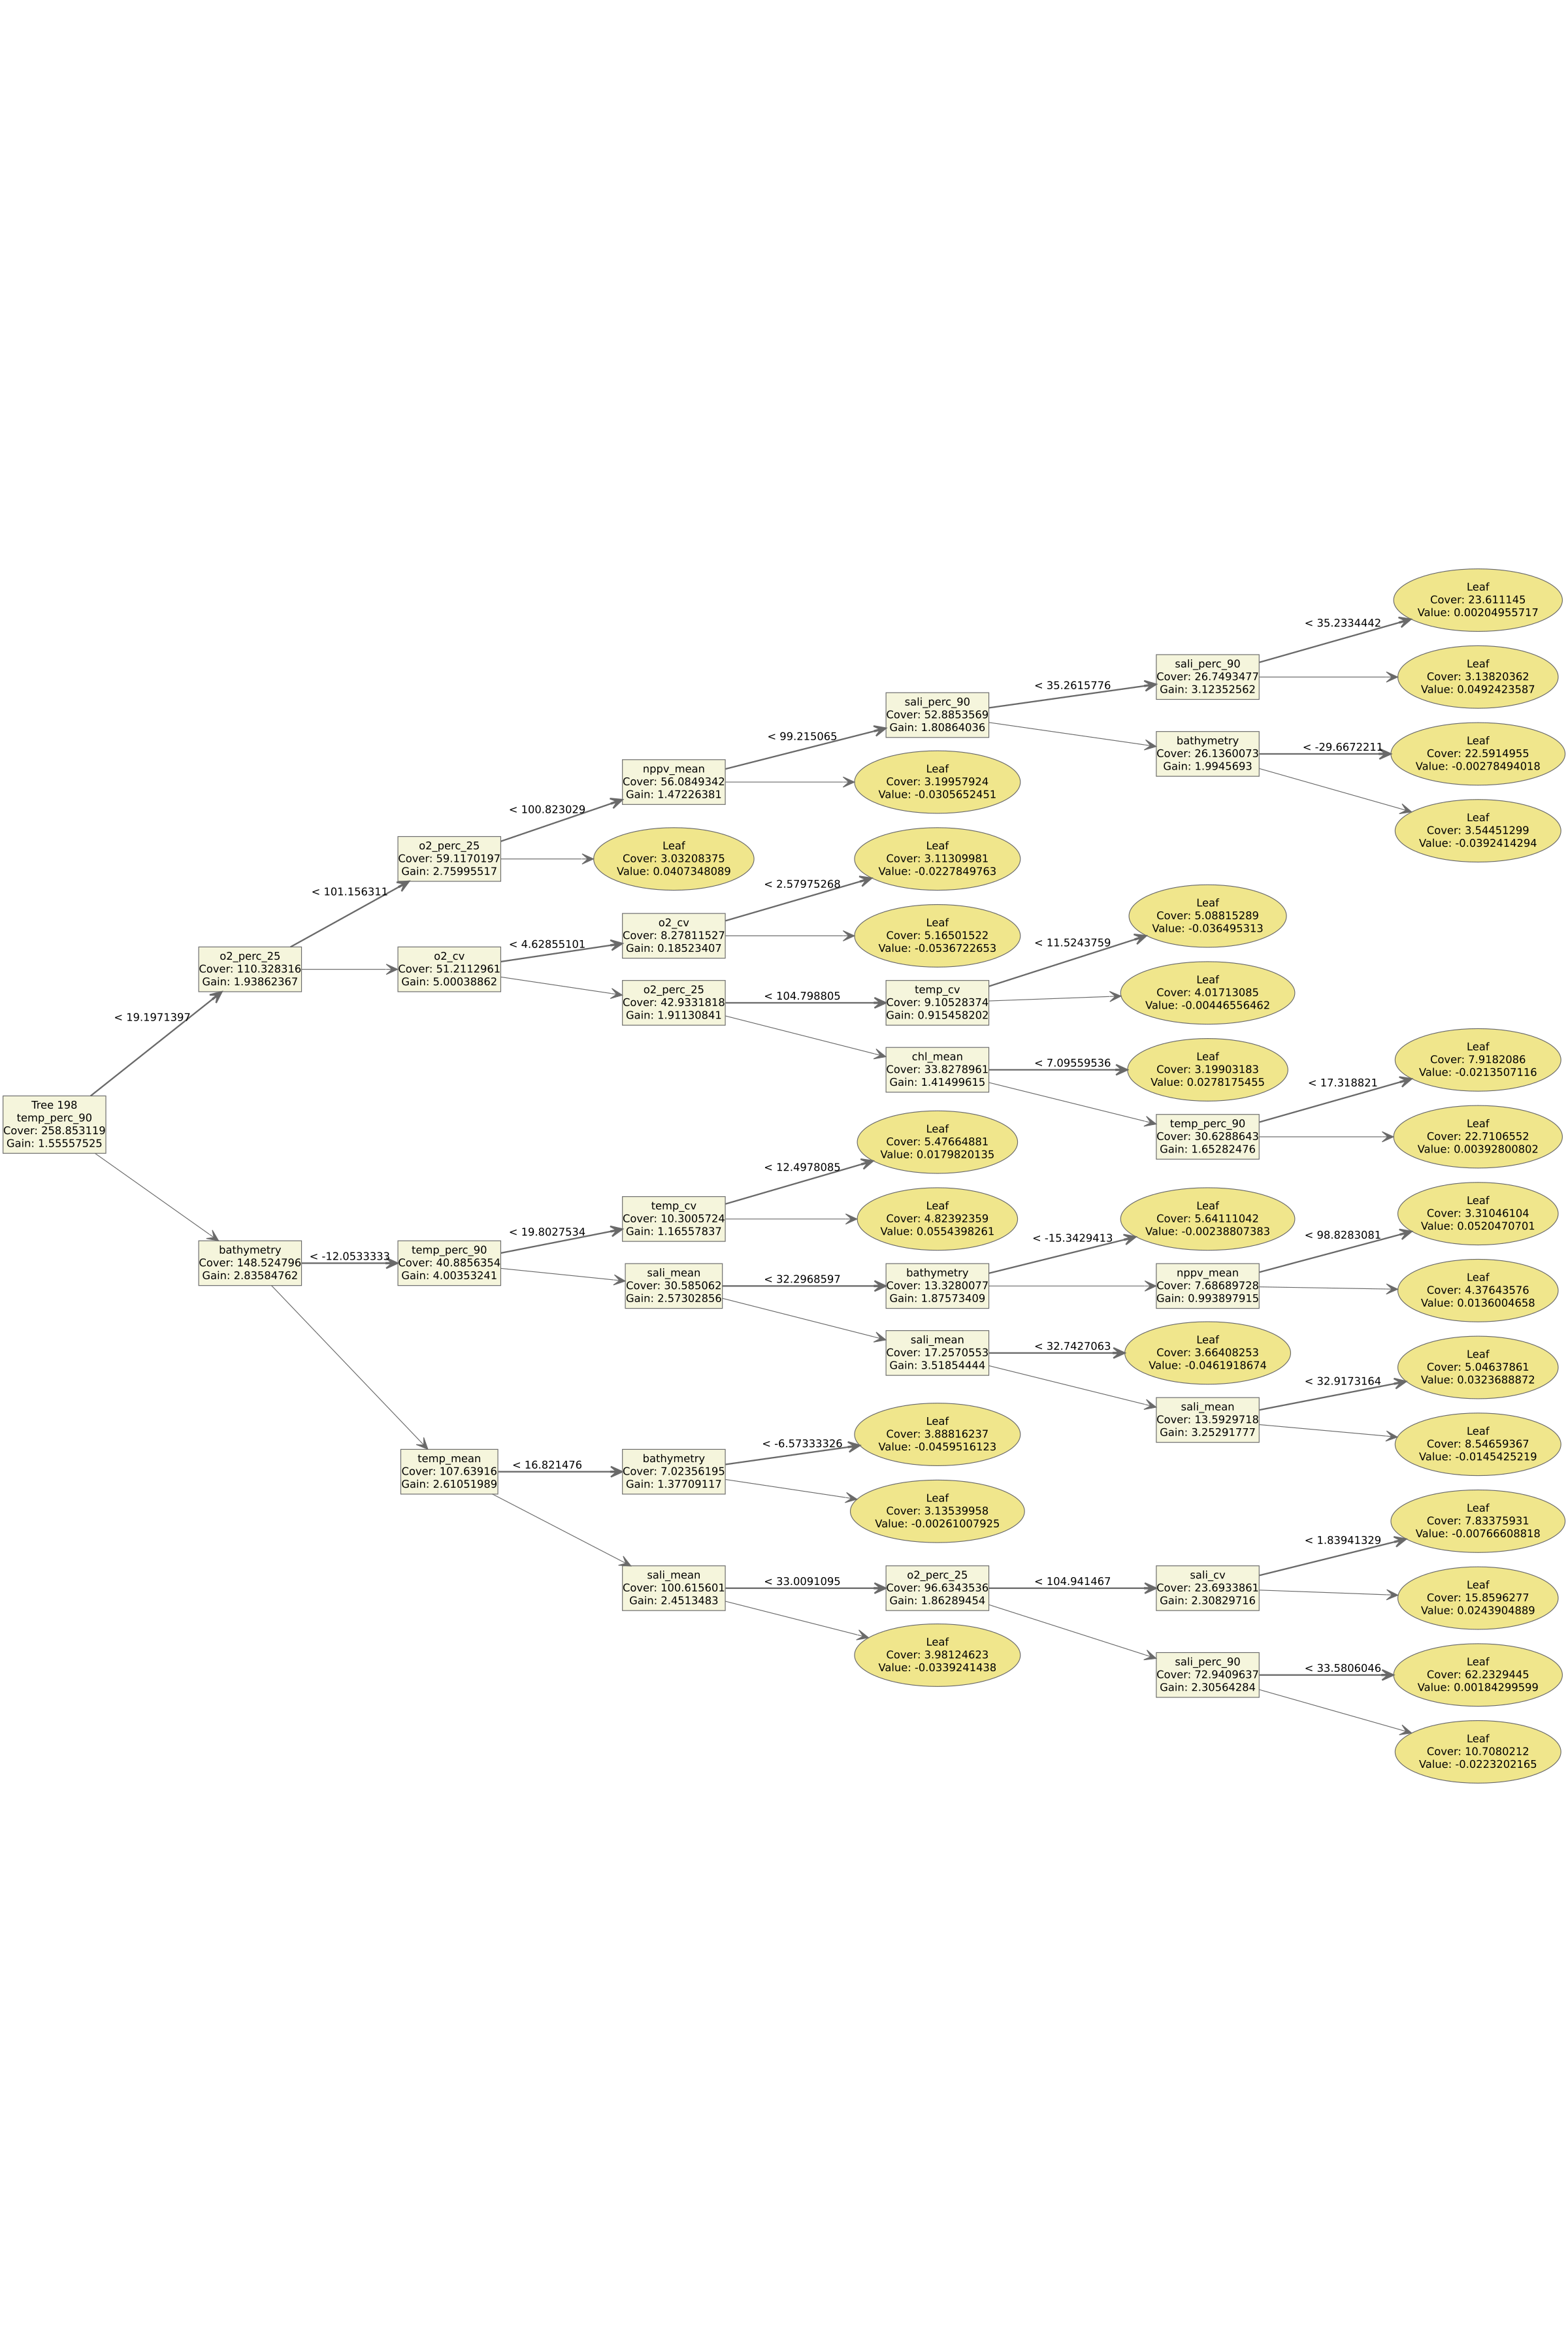 Tree 198
temp_perc_90
Cover: 258.853119
Gain: 1.55557525
< 19.1971397
o2_perc_25
Cover: 110.328316
Gain: 1.93862367
bathymetry
Cover: 148.524796
Gain: 2.83584762
< 101.156311
< -12.0533333
o2_perc_25
Cover: 59.1170197
Gain: 2.75995517
o2_cv
Cover: 51.2112961
Gain: 5.00038862
temp_perc_90
Cover: 40.8856354
Gain: 4.00353241
temp_mean
Cover: 107.63916
Gain: 2.61051989
< 100.823029
< 4.62855101
< 19.8027534
< 16.821476
nppv_mean
Cover: 56.0849342
Gain: 1.47226381
Leaf
Cover: 3.03208375
Value: 0.0407348089
o2_cv
Cover: 8.27811527
Gain: 0.18523407
o2_perc_25
Cover: 42.9331818
Gain: 1.91130841
temp_cv
Cover: 10.3005724
Gain: 1.16557837
sali_mean
Cover: 30.585062
Gain: 2.57302856
bathymetry
Cover: 7.02356195
Gain: 1.37709117
sali_mean
Cover: 100.615601
Gain: 2.4513483
< 99.215065
< 2.57975268
< 104.798805
< 12.4978085
< 32.2968597
< -6.57333326
< 33.0091095
sali_perc_90
Cover: 52.8853569
Gain: 1.80864036
Leaf
Cover: 3.19957924
Value: -0.0305652451
Leaf
Cover: 3.11309981
Value: -0.0227849763
Leaf
Cover: 5.16501522
Value: -0.0536722653
temp_cv
Cover: 9.10528374
Gain: 0.915458202
chl_mean
Cover: 33.8278961
Gain: 1.41499615
Leaf
Cover: 5.47664881
Value: 0.0179820135
Leaf
Cover: 4.82392359
Value: 0.0554398261
bathymetry
Cover: 13.3280077
Gain: 1.87573409
sali_mean
Cover: 17.2570553
Gain: 3.51854444
Leaf
Cover: 3.88816237
Value: -0.0459516123
Leaf
Cover: 3.13539958
Value: -0.00261007925
o2_perc_25
Cover: 96.6343536
Gain: 1.86289454
Leaf
Cover: 3.98124623
Value: -0.0339241438
< 35.2615776
< 11.5243759
< 7.09559536
< -15.3429413
< 32.7427063
< 104.941467
sali_perc_90
Cover: 26.7493477
Gain: 3.12352562
bathymetry
Cover: 26.1360073
Gain: 1.9945693
Leaf
Cover: 5.08815289
Value: -0.036495313
Leaf
Cover: 4.01713085
Value: -0.00446556462
Leaf
Cover: 3.19903183
Value: 0.0278175455
temp_perc_90
Cover: 30.6288643
Gain: 1.65282476
Leaf
Cover: 5.64111042
Value: -0.00238807383
nppv_mean
Cover: 7.68689728
Gain: 0.993897915
Leaf
Cover: 3.66408253
Value: -0.0461918674
sali_mean
Cover: 13.5929718
Gain: 3.25291777
sali_cv
Cover: 23.6933861
Gain: 2.30829716
sali_perc_90
Cover: 72.9409637
Gain: 2.30564284
< 35.2334442
< -29.6672211
< 17.318821
< 98.8283081
< 32.9173164
< 1.83941329
< 33.5806046
Leaf
Cover: 23.611145
Value: 0.00204955717
Leaf
Cover: 3.13820362
Value: 0.0492423587
Leaf
Cover: 22.5914955
Value: -0.00278494018
Leaf
Cover: 3.54451299
Value: -0.0392414294
Leaf
Cover: 7.9182086
Value: -0.0213507116
Leaf
Cover: 22.7106552
Value: 0.00392800802
Leaf
Cover: 3.31046104
Value: 0.0520470701
Leaf
Cover: 4.37643576
Value: 0.0136004658
Leaf
Cover: 5.04637861
Value: 0.0323688872
Leaf
Cover: 8.54659367
Value: -0.0145425219
Leaf
Cover: 7.83375931
Value: -0.00766608818
Leaf
Cover: 15.8596277
Value: 0.0243904889
Leaf
Cover: 62.2329445
Value: 0.00184299599
Leaf
Cover: 10.7080212
Value: -0.0223202165